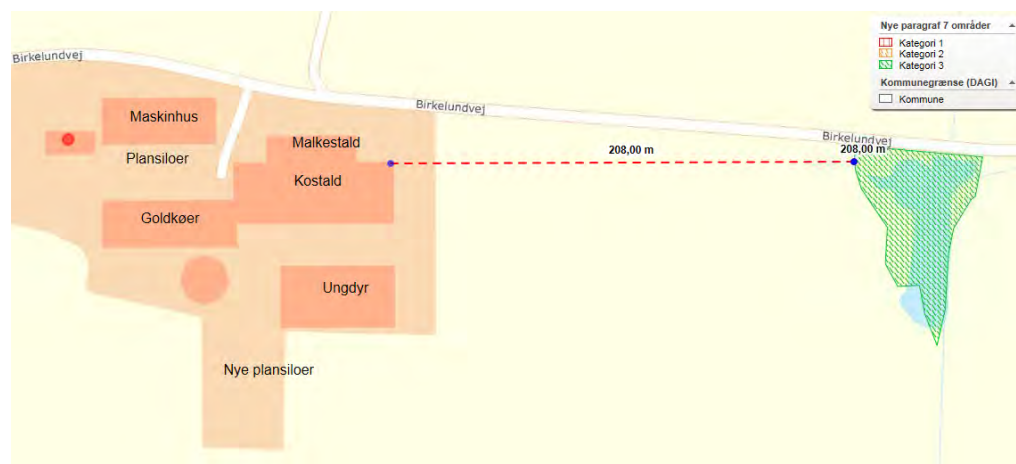 Nye paragraf 7 områder
Kategori 1
Kategori 2
Kategori 3
Kommunegrænse (DAGI)
Kommune
Birkelundvej
Birkelundvej
Birkelundvej
Maskinhus
Malkestald
208,00 m
208,00 m
Plansiloer
Kostald
Goldkøer
Ungdyr
Nye plansiloer